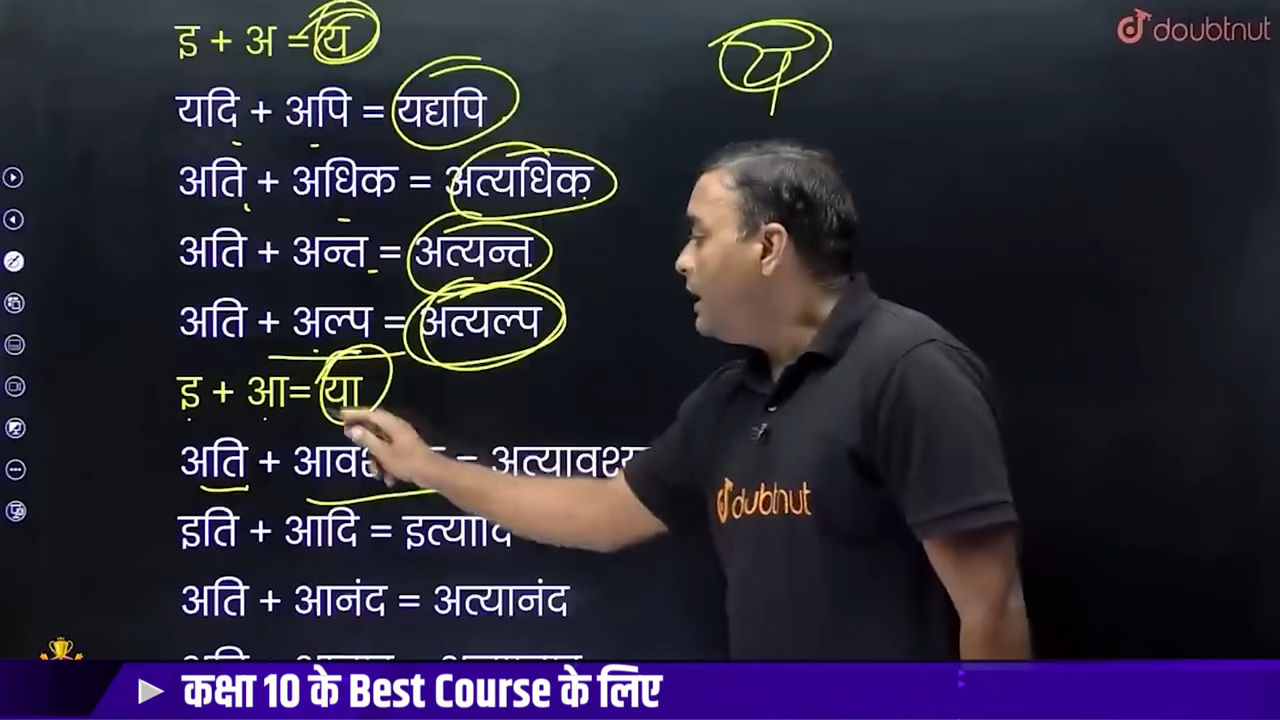 इ + अ = य
य
doubtnut
यदि + अपि = यद्यपि
अति + अधिक = अत्यधिक
अति + अन्त = अत्यन्त
अति + अल्प = अत्यल्प
इ + आ= या
अति + = 
doubtnut
इति + आदि = इत्यादि
अति + आनंद = अत्यानंद
कक्षा 10 के Best Course के लिए